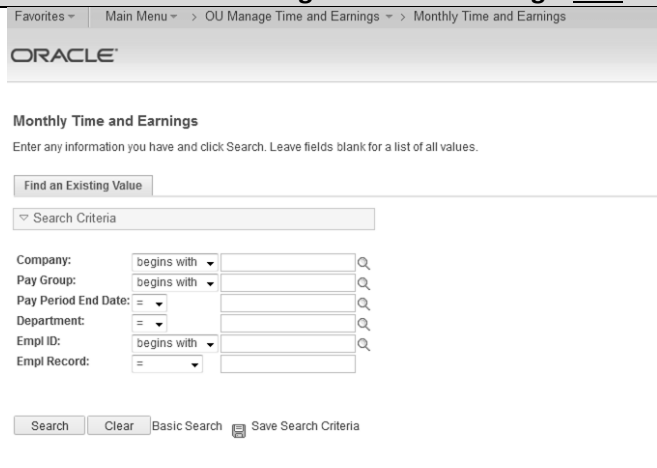 Favorites Main Menu > OU Manage Time and Earnings > Monthly Time and Earnings
ORACLE
Monthly Time and Earnings
Enter any information you have and click Search. Leave fields blank for a list of all values.
Find an Existing Value
Search Criteria
Company: begins with
Pay Group: begins with
Pay Period End Date: =
Department: =
Empl ID: begins with
Empl Record: =
Search Clear Basic Search Save Search Criteria